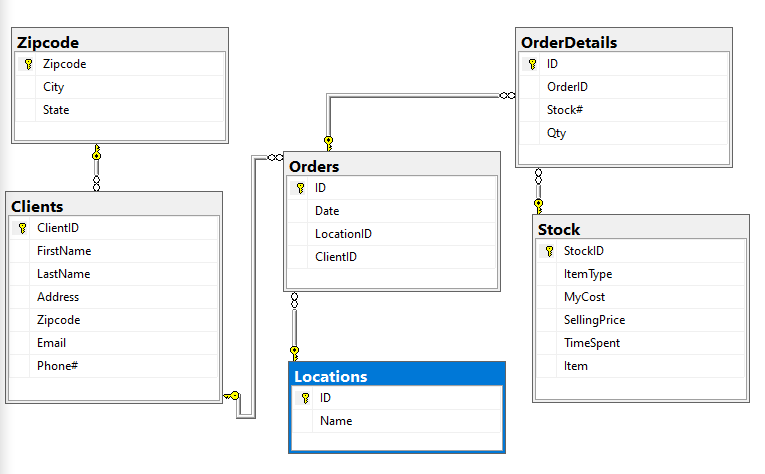 Zipcode
Zipcode
City
State
Clients
ClientID
FirstName
LastName
Address
Zipcode
Email
Phone#
Orders
ID
Date
LocationID
ClientID
Locations
ID
Name
OrderDetails
ID
OrderID
Stock#
Qty
Stock
StockID
ItemType
MyCost
SellingPrice
TimeSpent
Item